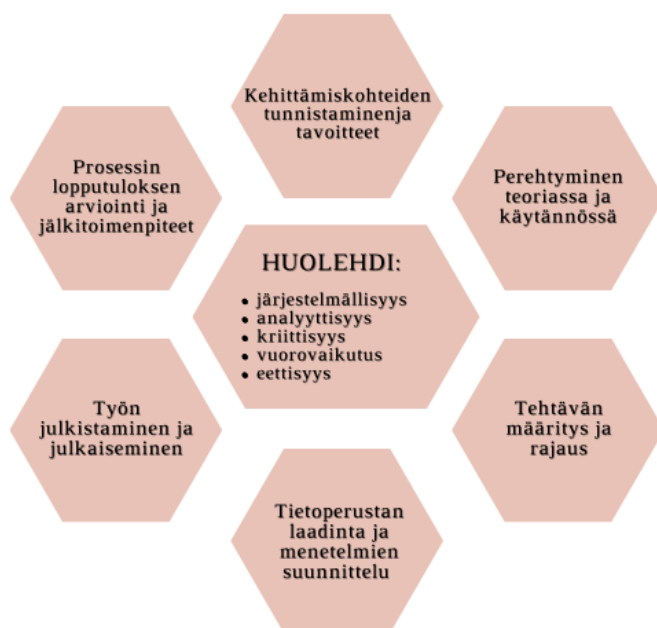 Kehittämiskohteiden
tunnistaminenja
tavoitteet
Perehtyminen
teoriassa ja
käytännössä
Tehtävän
määritys ja
rajaus
Tietoperustan
laadinta ja
menetelmien
suunnittelu
Työn
julkistaminen ja
julkaiseminen
Prosessin
lopputuloksen
arviointi ja
jälkitoimenpiteet
HUOLEHDI:
• järjestelmällisyys
• analyyttisyys
• kriittisyys
• vuorovaikutus
• eettisyys